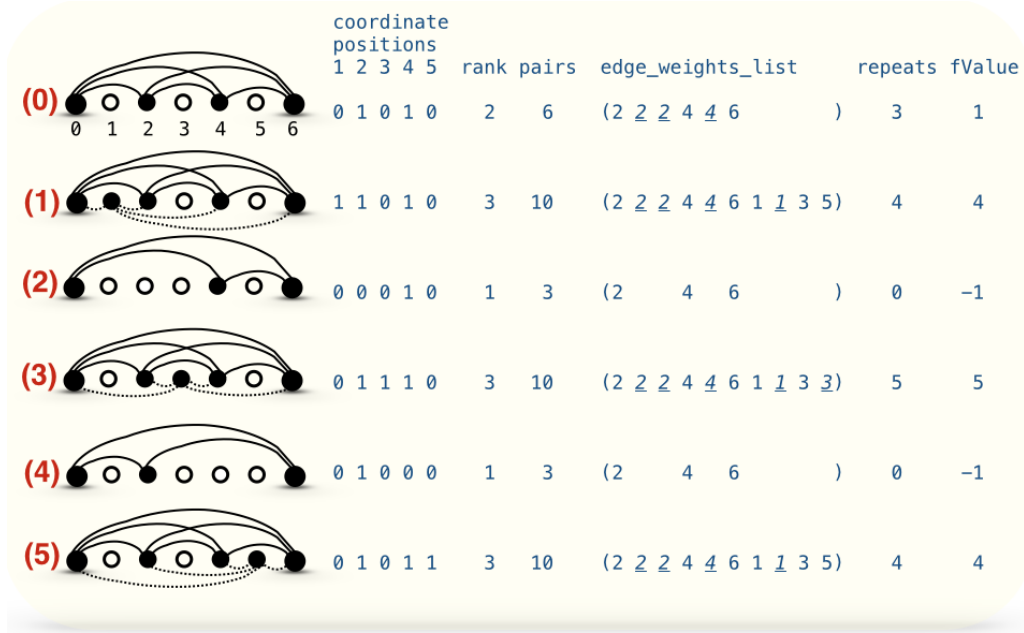 coordinate
positions
1 2 3 4 5 rank pairs edge_weights_list repeats fValue
(0) 0 1 0 1 0 2 6 (2 2 2 4 4 6 ) 3 1
0 1 2 3 4 5 6
(1) 1 1 0 1 0 3 10 (2 2 2 4 4 6 1 1 3 5) 4 4
(2) 0 0 0 1 0 1 3 (2 4 6 ) 0 −1
(3) 0 1 1 1 0 3 10 (2 2 2 4 4 6 1 1 3 3) 5 5
(4) 0 1 0 0 0 1 3 (2 4 6 ) 0 −1
(5) 0 1 0 1 1 3 10 (2 2 2 4 4 6 1 1 3 5) 4 4